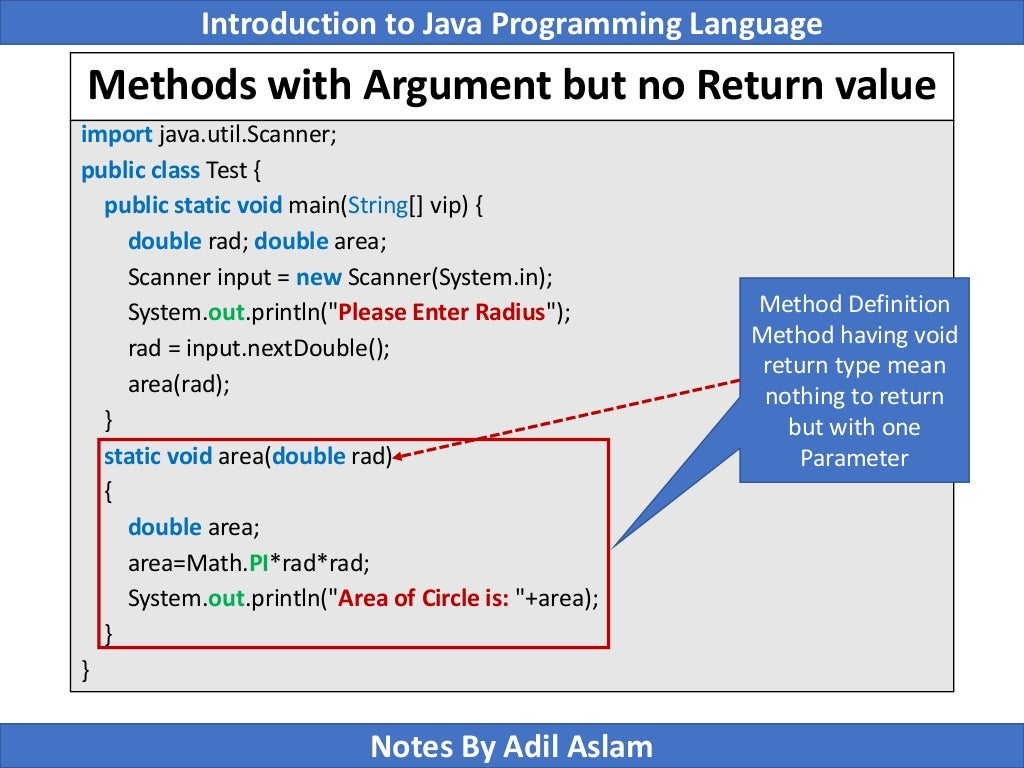 Introduction to Java Programming Language
Methods with Argument but no Return value
import java.util.Scanner;
public class Test {
public static void main(String[] vip) {
double rad; double area;
Scanner input = new Scanner(System.in);
System.out.println("Please Enter Radius");
rad = input.nextDouble();
area(rad);
}
static void area(double rad)
{
double area;
area=Math.PI*rad*rad;
System.out.println("Area of Circle is: "+area);
}
}
Method Definition
Method having void
return type mean
nothing to return
but with one
Parameter
Notes By Adil Aslam